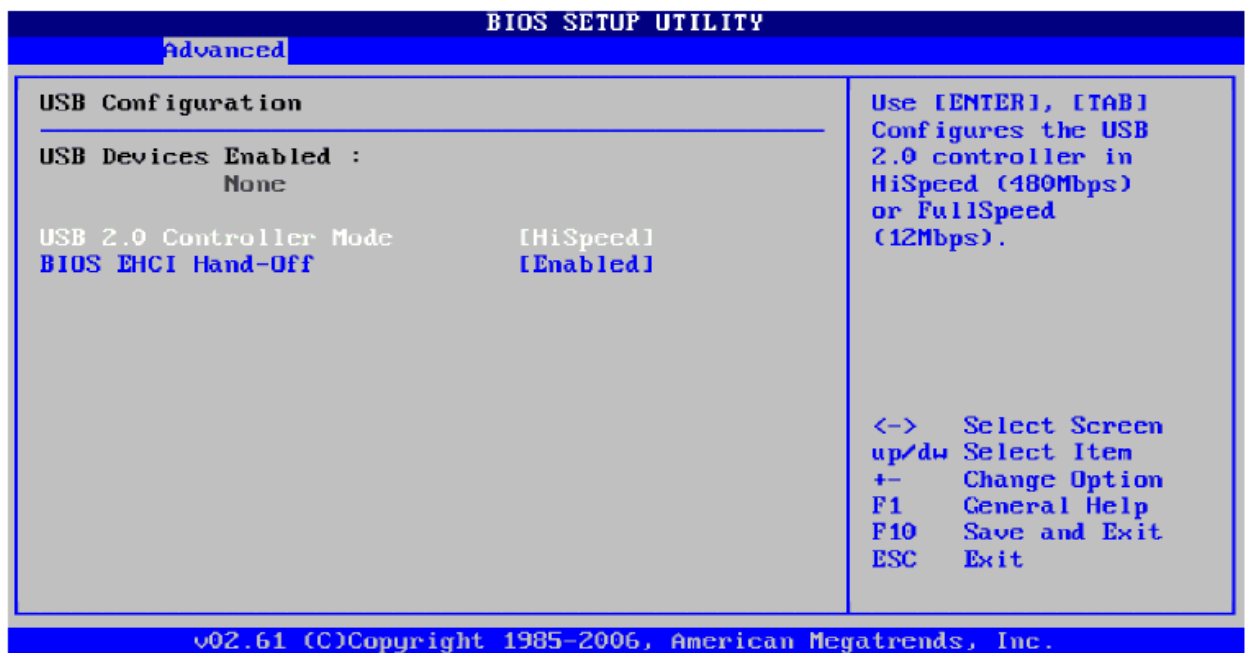 BIOS SETUP UTILITY
Advanced
USB Configuration
USB Devices Enabled :
None
USB 2.0 Controller Mode [HiSpeed]
BIOS EHCI Hand-Off [Enabled]
Use [ENTER], [TAB]
Configures the USB
2.0 controller in
HiSpeed (480Mbps)
or FullSpeed
(12Mbps).
<-> Select Screen
up/dw Select Item
+- Change Option
F1 General Help
F10 Save and Exit
ESC Exit
v02.61 (C)Copyright 1985-2006, American Megatrends, Inc.